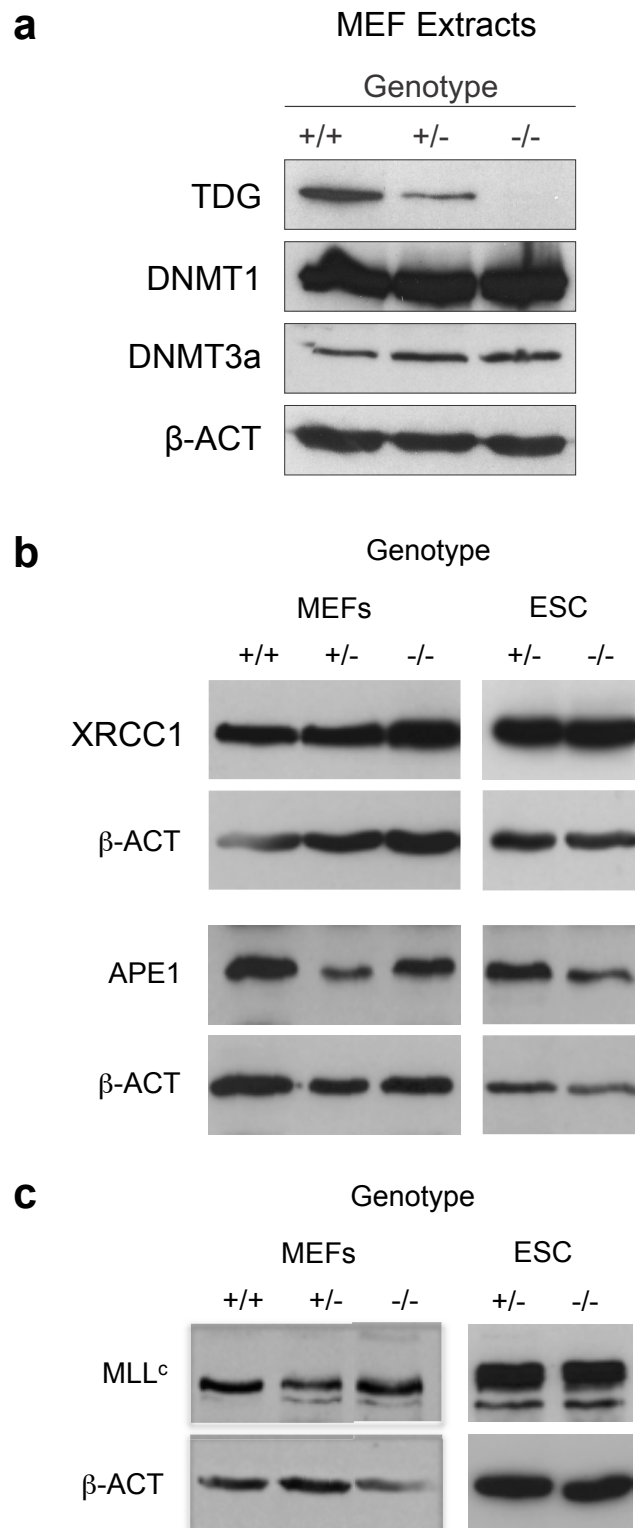 a
MEF Extracts
Genotype
+/+ +/- -/-
TDG
DNMT1
DNMT3a
β-ACT
b
Genotype
MEFs ESC
+/+ +/- -/- +/- -/-
XRCC1
β-ACT
APE1
β-ACT
c
Genotype
MEFs ESC
+/+ +/- -/- +/- -/-
MLLᶜ
β-ACT